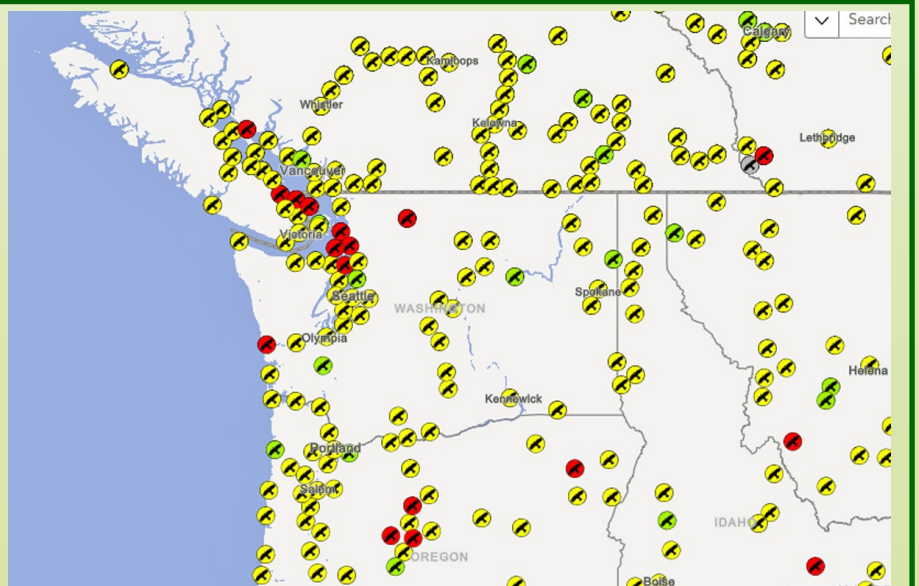 Search
Calgary
Kamloops
Whistler
Kelowna
Lethbridge
Vancouver
Victoria
Spokane
Seattle
WASHINGTON
Olympia
Helena
Kennewick
Portland
Salem
IDAHO
OREGON
Boise